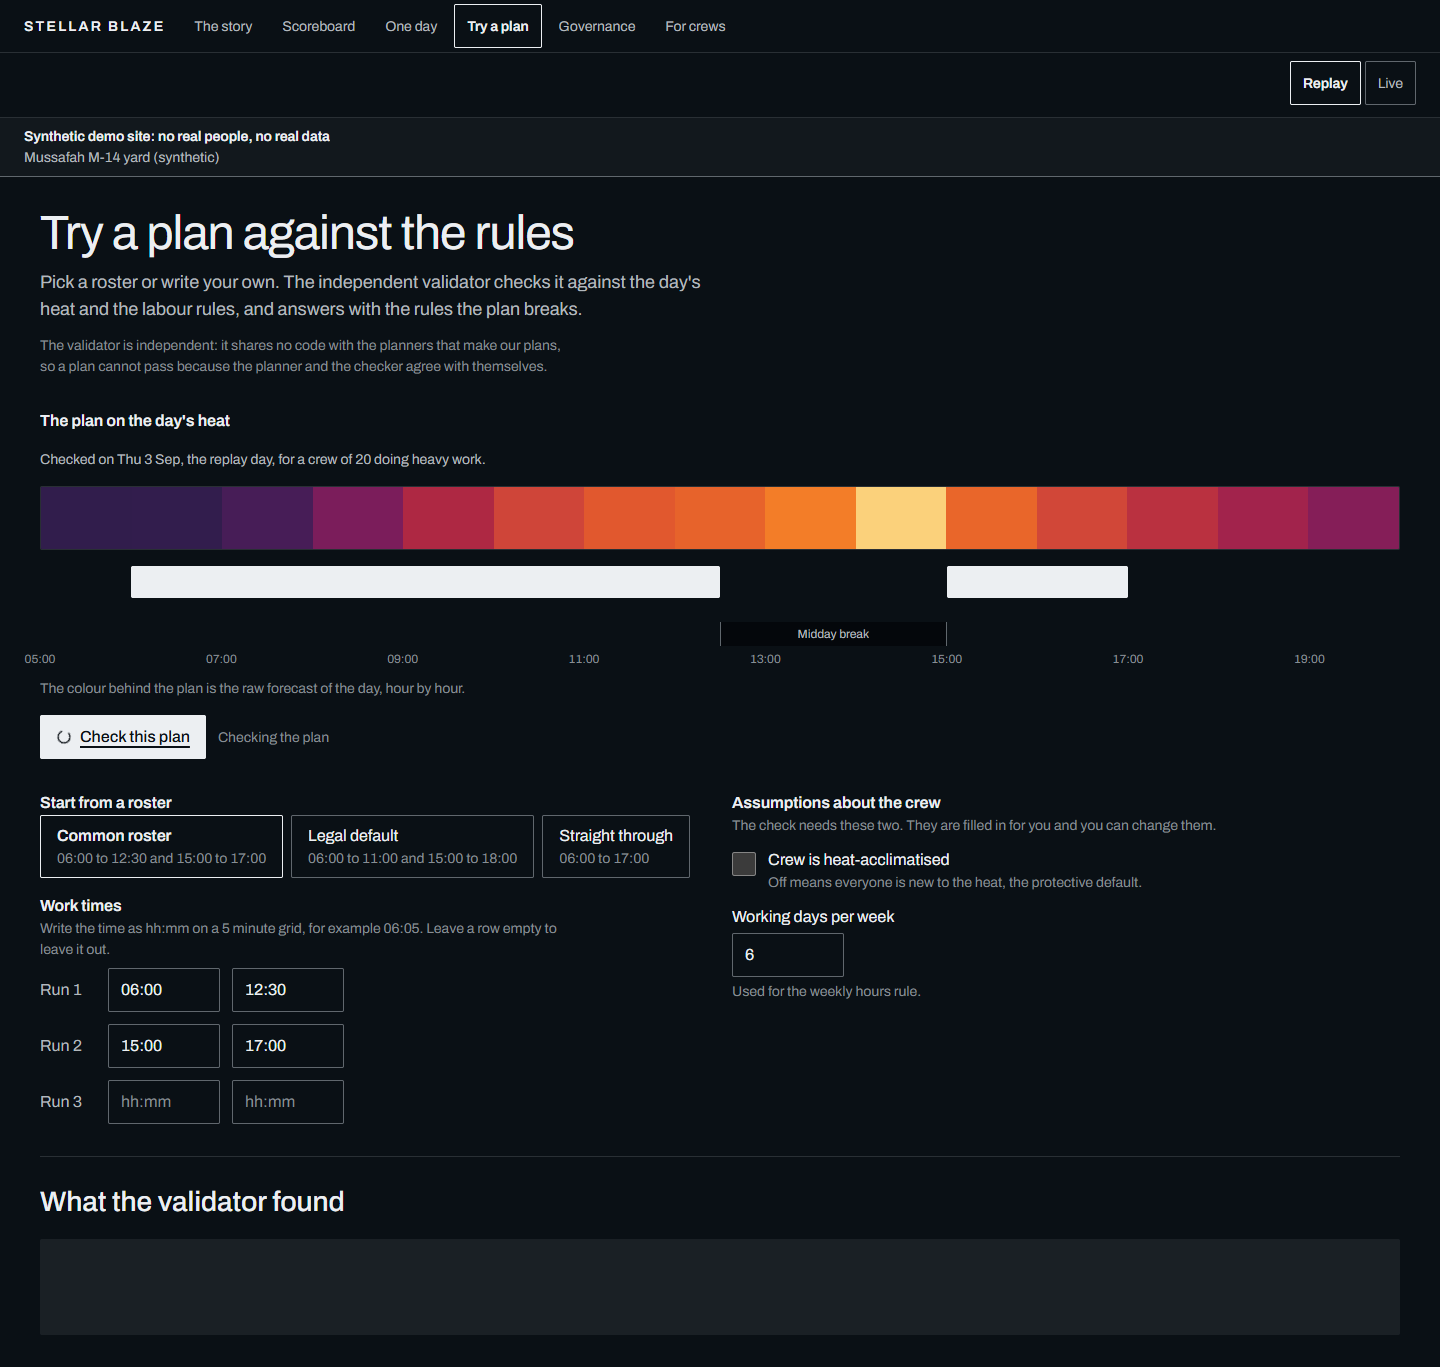 STELLAR BLAZE The story Scoreboard One day Try a plan Governance For crews
Replay Live
Synthetic demo site: no real people, no real data
Mussafah M-14 yard (synthetic)
Try a plan against the rules
Pick a roster or write your own. The independent validator checks it against the day's
heat and the labour rules, and answers with the rules the plan breaks.
The validator is independent: it shares no code with the planners that make our plans,
so a plan cannot pass because the planner and the checker agree with themselves.
The plan on the day's heat
Checked on Thu 3 Sep, the replay day, for a crew of 20 doing heavy work.
Midday break
05:00 07:00 09:00 11:00 13:00 15:00 17:00 19:00
The colour behind the plan is the raw forecast of the day, hour by hour.
Check this plan Checking the plan
Start from a roster
Common roster
06:00 to 12:30 and 15:00 to 17:00
Legal default
06:00 to 11:00 and 15:00 to 18:00
Straight through
06:00 to 17:00
Work times
Write the time as hh:mm on a 5 minute grid, for example 06:05. Leave a row empty to
leave it out.
Run 1 06:00 12:30
Run 2 15:00 17:00
Run 3 hh:mm hh:mm
Assumptions about the crew
The check needs these two. They are filled in for you and you can change them.
Crew is heat-acclimatised
Off means everyone is new to the heat, the protective default.
Working days per week
6
Used for the weekly hours rule.
What the validator found